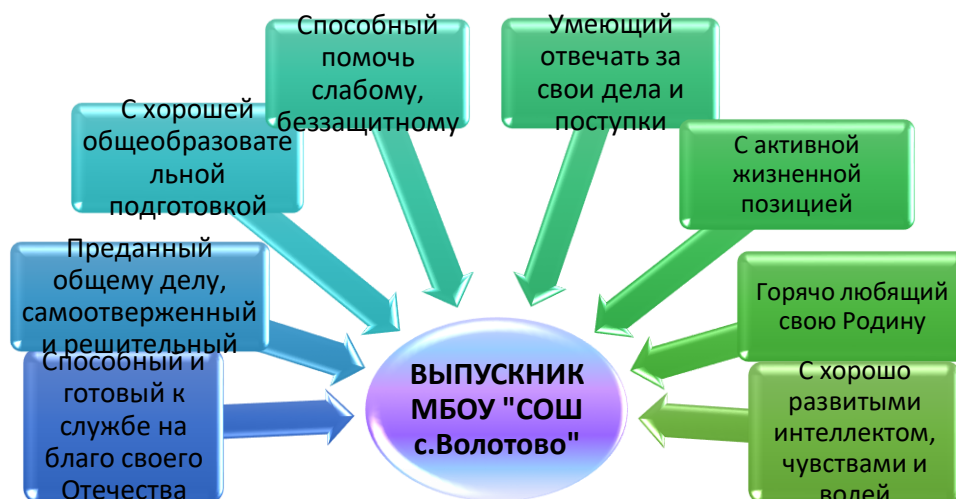 Способный
помочь
слабому,
беззащитному
Умеющий
отвечать за
свои дела и
поступки
С хорошей
общеобразовате
льной
подготовкой
С активной
жизненной
позицией
Преданный
общему делу,
самоотверженный
и решительный
Горячо любящий
свою Родину
Способный и
готовый к
службе на
благо своего
Отечества
ВЫПУСКНИК
МБОУ "СОШ
с.Волотово"
С хорошо
развитыми
интеллектом,
чувствами и
волей